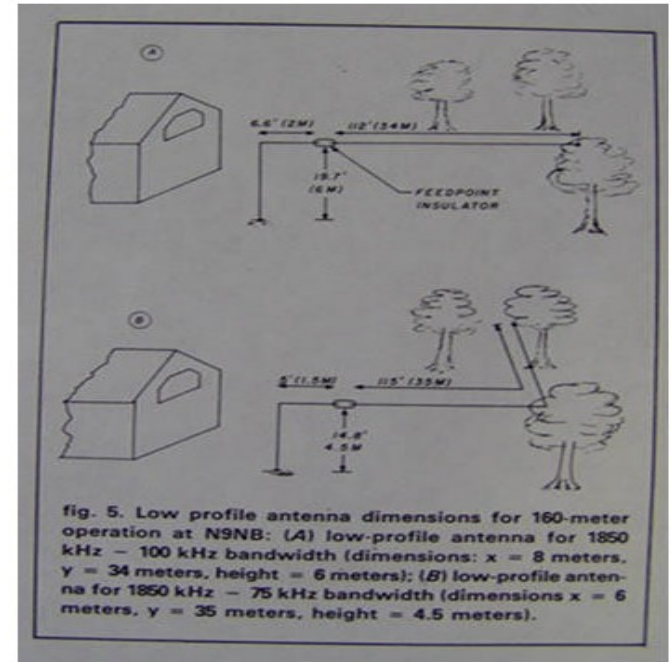 A
6.6' (2M)
112' (34M)
19.7'
(6 M)
FEEDPOINT
INSULATOR
B
5' (1.5M)
115' (35M)
14.8'
4.5M
fig. 5. Low profile antenna dimensions for 160-meter
operation at N9NB: (A) low-profile antenna for 1850
kHz – 100 kHz bandwidth (dimensions: x = 8 meters,
y = 34 meters, height = 6 meters); (B) low-profile anten-
na for 1850 kHz – 75 kHz bandwidth (dimensions x = 6
meters, y = 35 meters, height = 4.5 meters).